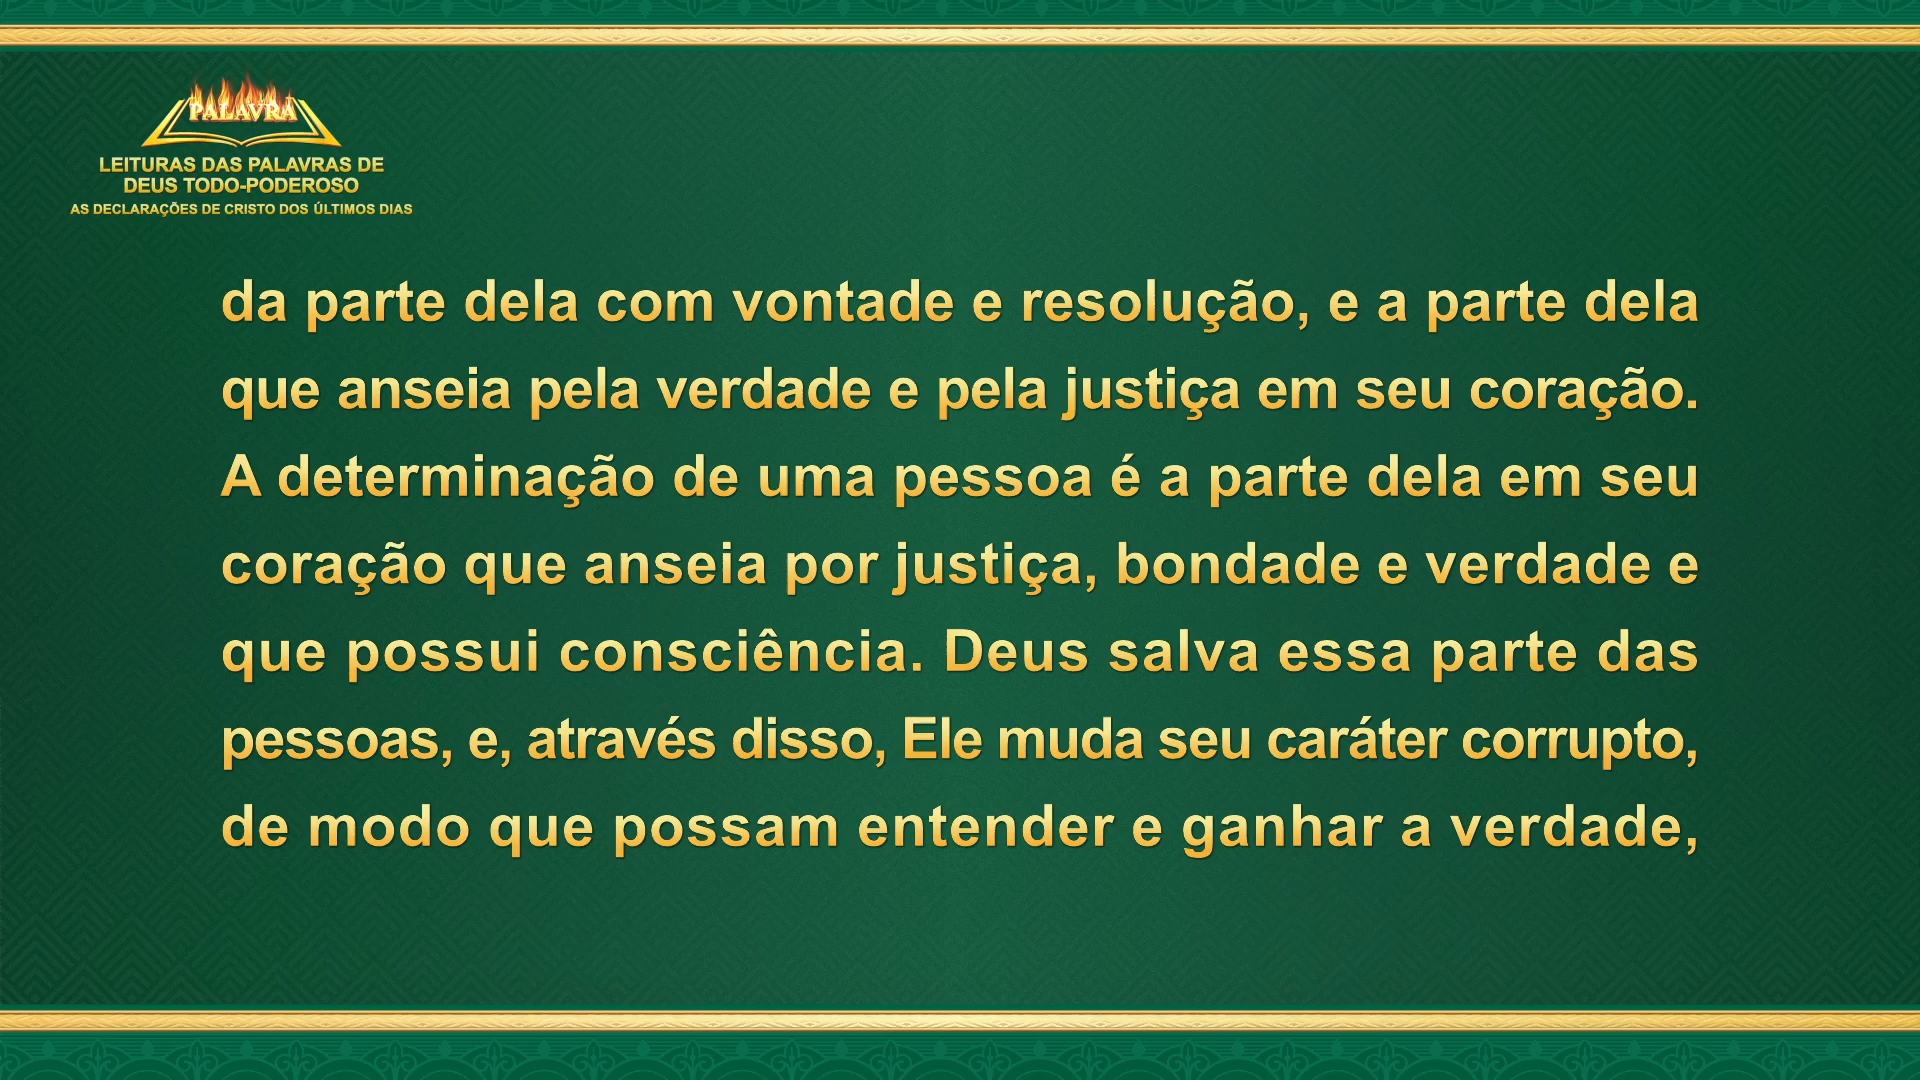 PALAVRA
LEITURAS DAS PALAVRAS DE
DEUS TODO-PODEROSO
AS DECLARAÇÕES DE CRISTO DOS ÚLTIMOS DIAS
da parte dela com vontade e resolução, e a parte dela
que anseia pela verdade e pela justiça em seu coração.
A determinação de uma pessoa é a parte dela em seu
coração que anseia por justiça, bondade e verdade e
que possui consciência. Deus salva essa parte das
pessoas, e, através disso, Ele muda seu caráter corrupto,
de modo que possam entender e ganhar a verdade,